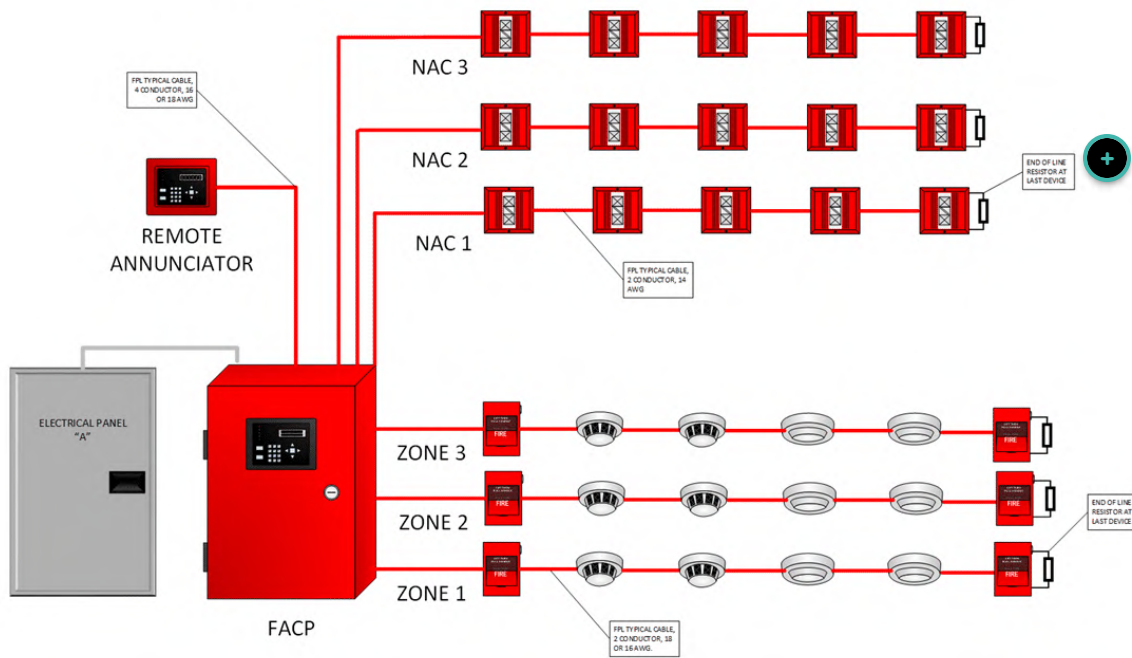 NAC 3
FPL TYPICAL CABLE,
4 CONDUCTOR, 16
OR 18 AWG
NAC 2
END OF LINE
RESISTOR AT
LAST DEVICE
REMOTE
ANNUNCIATOR
NAC 1
FPL TYPICAL CABLE,
2 CONDUCTOR, 14
AWG
ELECTRICAL PANEL
"A"
ZONE 3
FIRE
FIRE
ZONE 2
FIRE
FIRE
END OF LINE
RESISTOR AT
LAST DEVICE
ZONE 1
FIRE
FIRE
FACP
FPL TYPICAL CABLE,
2 CONDUCTOR, 18
OR 16 AWG.